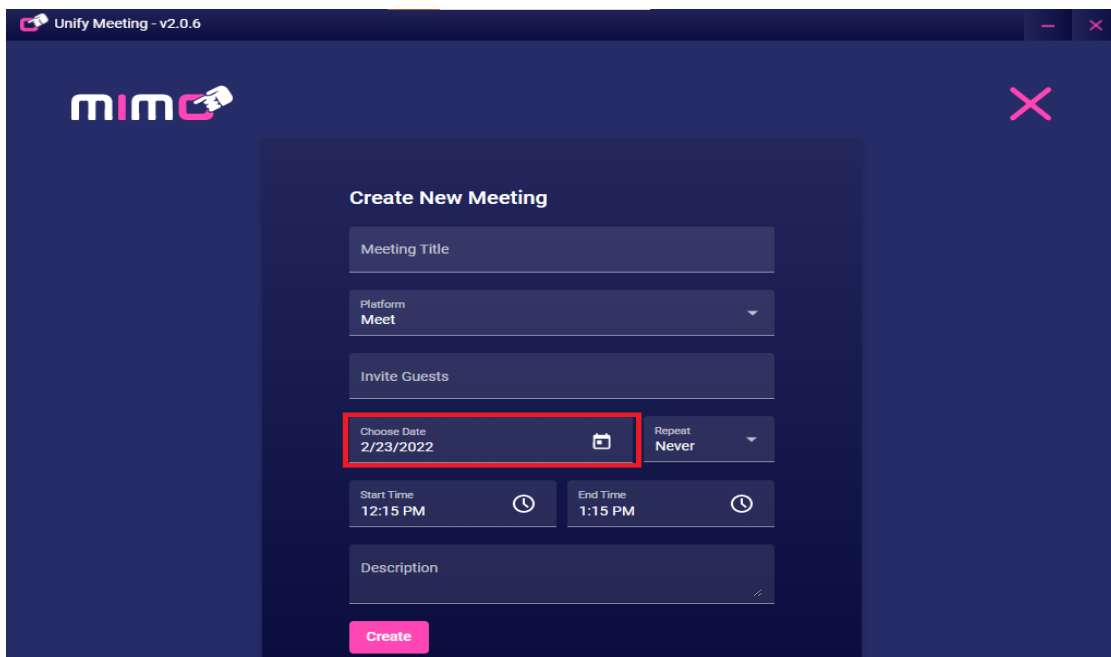 Unify Meeting - v2.0.6
mimo
Create New Meeting
Meeting Title
Platform
Meet
Invite Guests
Choose Date
2/23/2022
Repeat
Never
Start Time
12:15 PM
End Time
1:15 PM
Description
Create